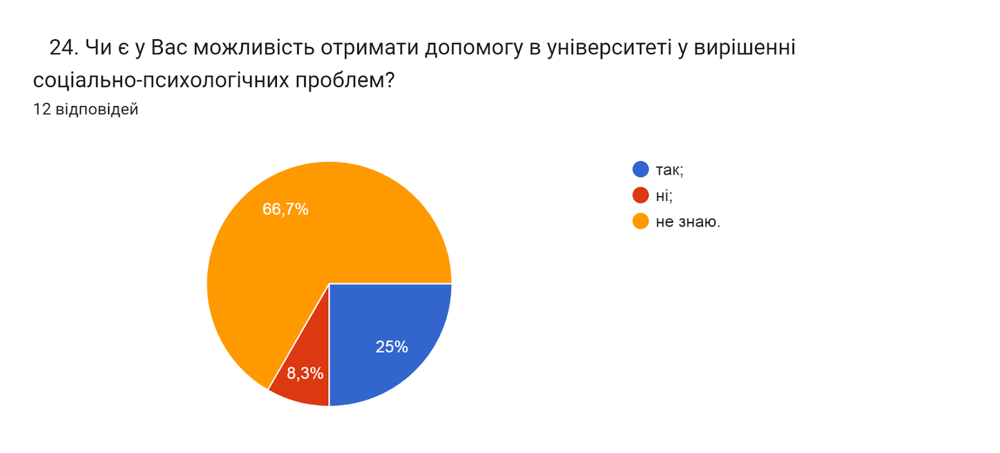 24. Чи є у Вас можливість отримати допомогу в університеті у вирішенні
соціально-психологічних проблем?
12 відповідей
так;
ні;
не знаю.
66,7%
25%
8,3%